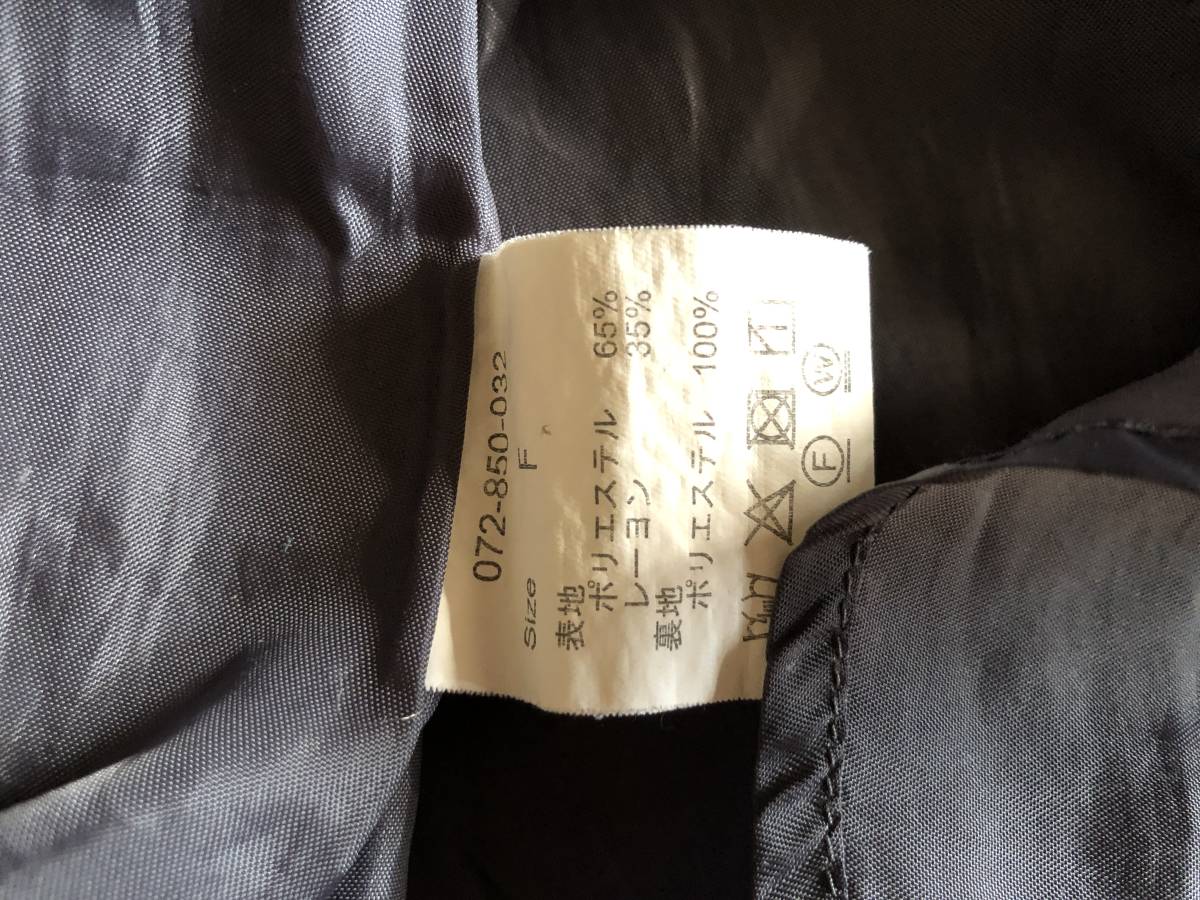 072-850-032
Size F
表地
ポリエステル 65%
レーヨン 35%
裏地
ポリエステル 100%
F W